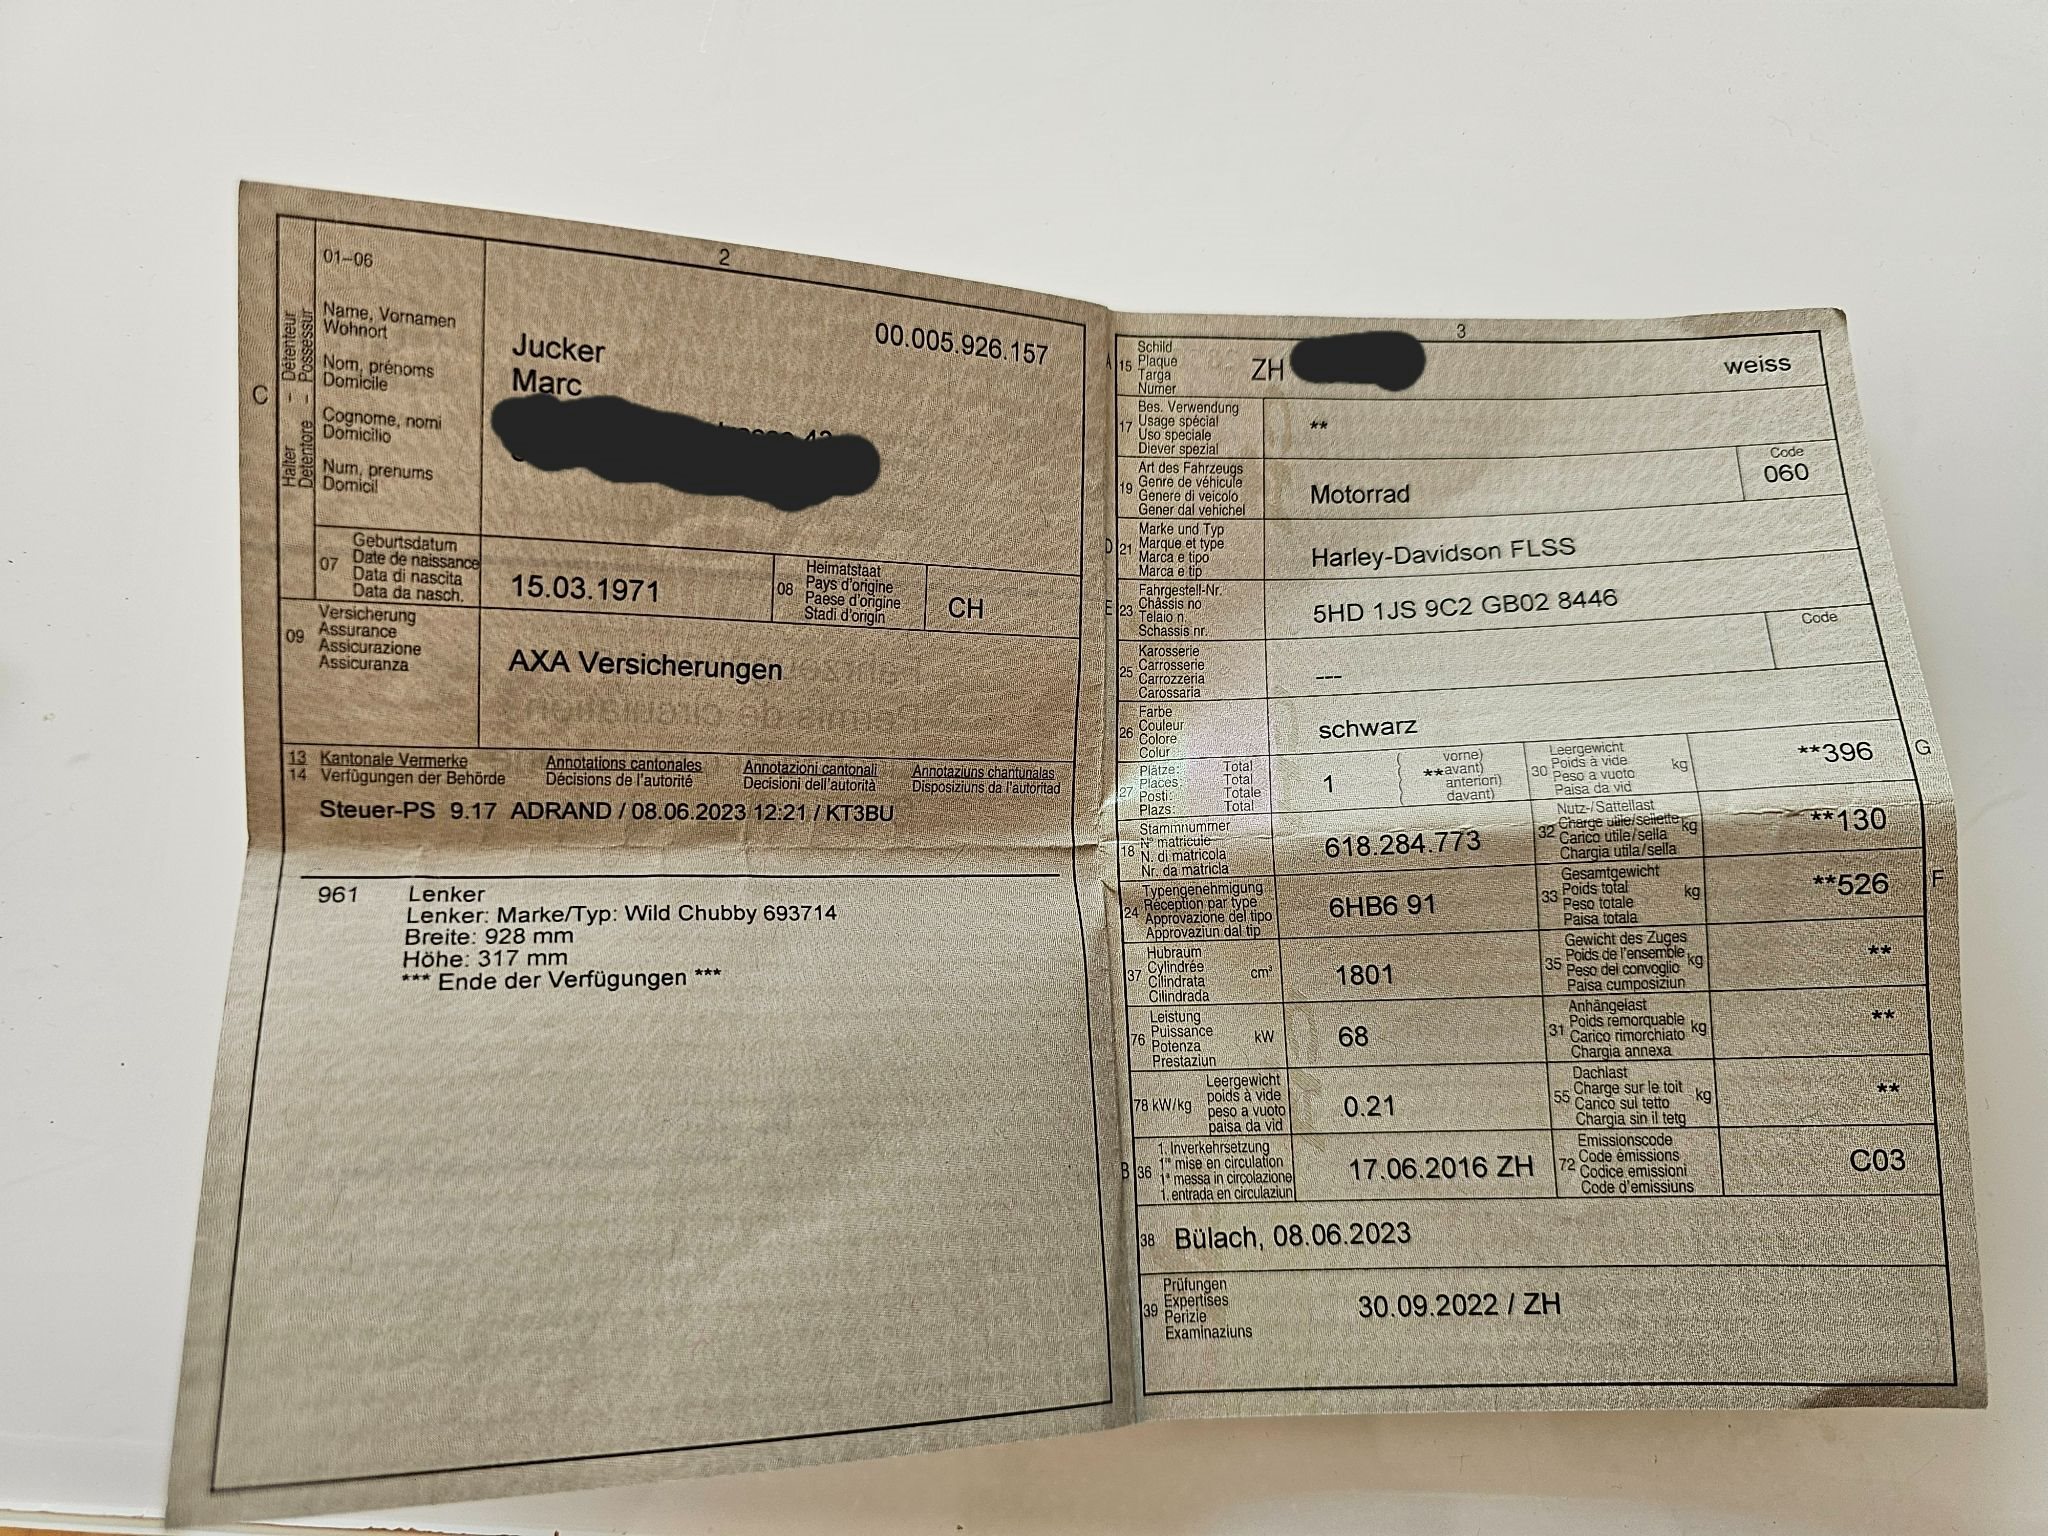 2
01–06
Name, Vornamen
Wohnort
Nom, prénoms
Domicile
Cognome, nomi
Domicilio
Num, prenums
Domicil
C
Halter – Détenteur
Detentore – Possessur
00.005.926.157
Jucker
Marc
07 Geburtsdatum
Date de naissance
Data di nascita
Data da nasch.
15.03.1971
08 Heimatstaat
Pays d'origine
Paese d'origine
Stadi d'origin
CH
09 Versicherung
Assurance
Assicurazione
Assicuranza
AXA Versicherungen
13 Kantonale Vermerke Annotations cantonales Annotazioni cantonali Annotaziuns chantunalas
14 Verfügungen der Behörde Décisions de l'autorité Decisioni dell'autorità Disposiziuns da l'autoritad
Steuer-PS 9.17 ADRAND / 08.06.2023 12:21 / KT3BU
961 Lenker
Lenker: Marke/Typ: Wild Chubby 693714
Breite: 928 mm
Höhe: 317 mm
*** Ende der Verfügungen ***
3
A 15 Schild
Plaque
Targa
Numer
ZH weiss
17 Bes. Verwendung
Usage spécial
Uso speciale
Diever spezial
**
19 Art des Fahrzeugs
Genre de véhicule
Genere di veicolo
Gener dal vehichel
Motorrad
Code
060
D 21 Marke und Typ
Marque et type
Marca e tipo
Marca e tip
Harley-Davidson FLSS
E 23 Fahrgestell-Nr.
Châssis no
Telaio n.
Schassis nr.
5HD 1JS 9C2 GB02 8446
25 Karosserie
Carrosserie
Carrozzeria
Carossaria
---
Code
26 Farbe
Couleur
Colore
Colur
schwarz
27 Plätze: Total
Places: Total
Posti: Totale
Plazs: Total
1
vorne)
**avant)
anteriori)
davant)
30 Leergewicht
Poids à vide
Peso a vuoto
Paisa da vid
kg
**396
G
18 Stammnummer
N° matricule
N. di matricola
Nr. da matricla
618.284.773
32 Nutz-/Sattellast
Charge utile/sellette
Carico utile/sella
Chargia utila/sella
kg
**130
24 Typengenehmigung
Réception par type
Approvazione del tipo
Approvaziun dal tip
6HB6 91
33 Gesamtgewicht
Poids total
Peso totale
Paisa totala
kg
**526
F
37 Hubraum
Cylindrée
Cilindrata
Cilindrada
cm³
1801
35 Gewicht des Zuges
Poids de l'ensemble
Peso del convoglio
Paisa cumposiziun
kg
**
76 Leistung
Puissance
Potenza
Prestaziun
kW
68
31 Anhängelast
Poids remorquable
Carico rimorchiato
Chargia annexa
kg
**
78 kW/kg Leergewicht
poids à vide
peso a vuoto
paisa da vid
0.21
55 Dachlast
Charge sur le toit
Carico sul tetto
Chargia sin il tetg
kg
**
B 36 1. Inverkehrsetzung
1re mise en circulation
1a messa in circolazione
1. entrada en circulaziun
17.06.2016 ZH
72 Emissionscode
Code émissions
Codice emissioni
Code d'emissiuns
C03
38 Bülach, 08.06.2023
39 Prüfungen
Expertises
Perizie
Examinaziuns
30.09.2022 / ZH